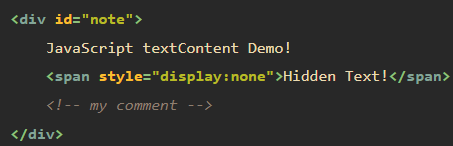 <div id="note">
    JavaScript textContent Demo!
    <span style="display:none">Hidden Text!</span>
    <!-- my comment -->
</div>